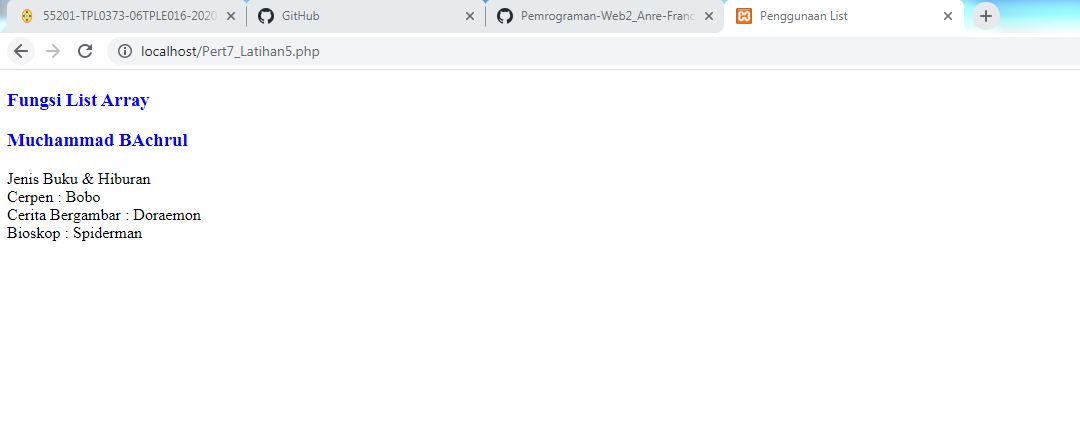 55201-TPL0373-06TPLE016-2020
GitHub
Pemrograman-Web2_Anre-Franc
Penggunaan List
localhost/Pert7_Latihan5.php
Fungsi List Array
Muchammad BAchrul
Jenis Buku & Hiburan
Cerpen : Bobo
Cerita Bergambar : Doraemon
Bioskop : Spiderman